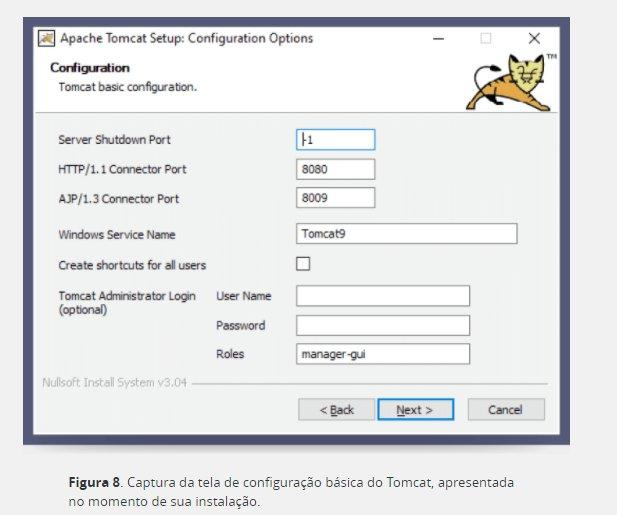 Apache Tomcat Setup: Configuration Options
Configuration
Tomcat basic configuration.
TM
Server Shutdown Port -1
HTTP/1.1 Connector Port 8080
AJP/1.3 Connector Port 8009
Windows Service Name Tomcat9
Create shortcuts for all users
Tomcat Administrator Login User Name
(optional)
Password
Roles manager-gui
Nullsoft Install System v3.04
< Back Next > Cancel
Figura 8. Captura da tela de configuração básica do Tomcat, apresentada
no momento de sua instalação.